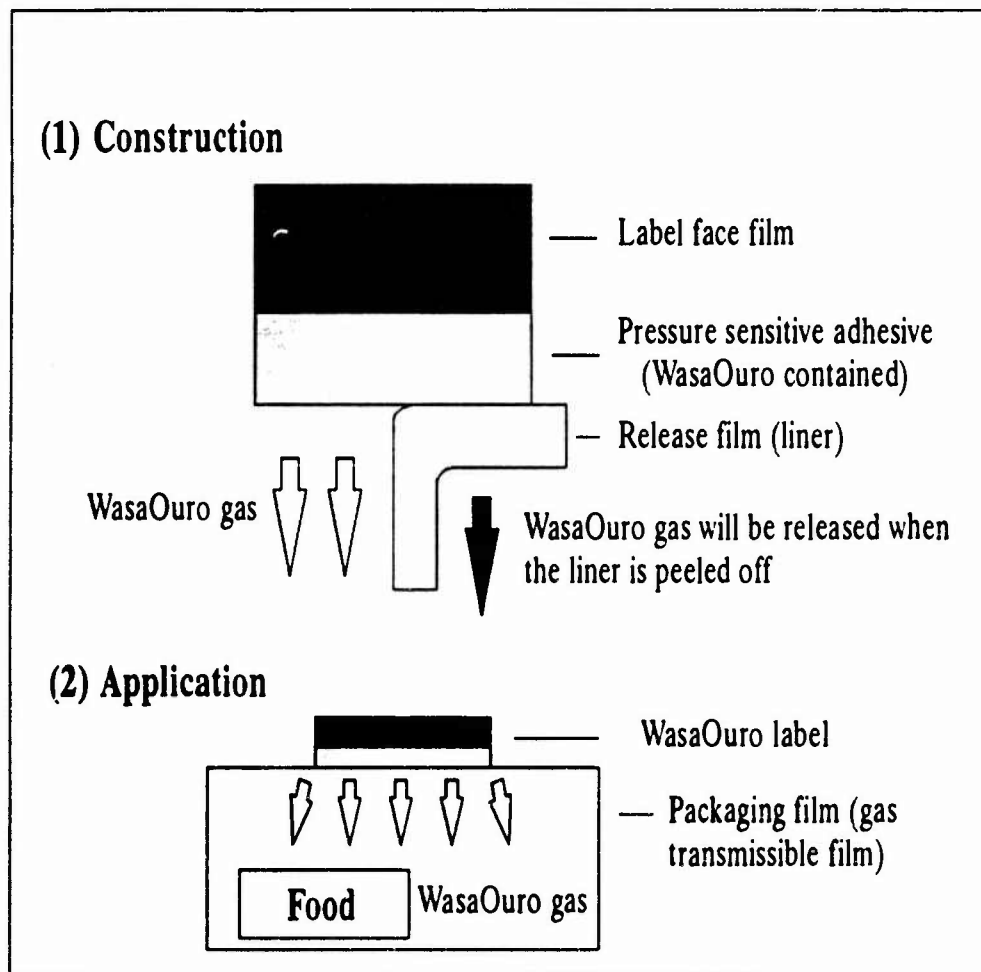 (1) Construction
Label face film
Pressure sensitive adhesive
(WasaOuro contained)
Release film (liner)
WasaOuro gas
WasaOuro gas will be released when
the liner is peeled off
(2) Application
WasaOuro label
Packaging film (gas
transmissible film)
Food
WasaOuro gas